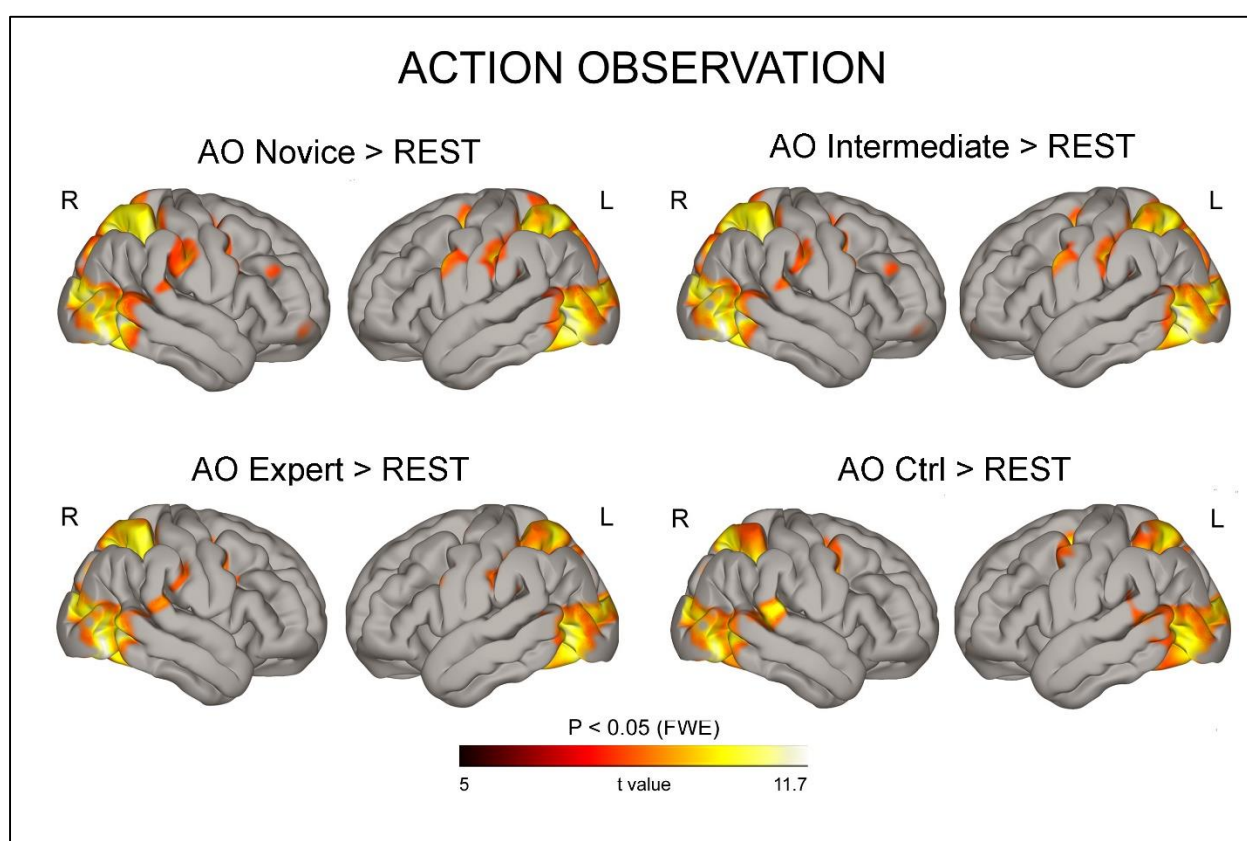 ACTION OBSERVATION
AO Novice > REST
AO Intermediate > REST
R
L
R
L
AO Expert > REST
AO Ctrl > REST
R
L
R
L
P < 0.05 (FWE)
5
t value
11.7